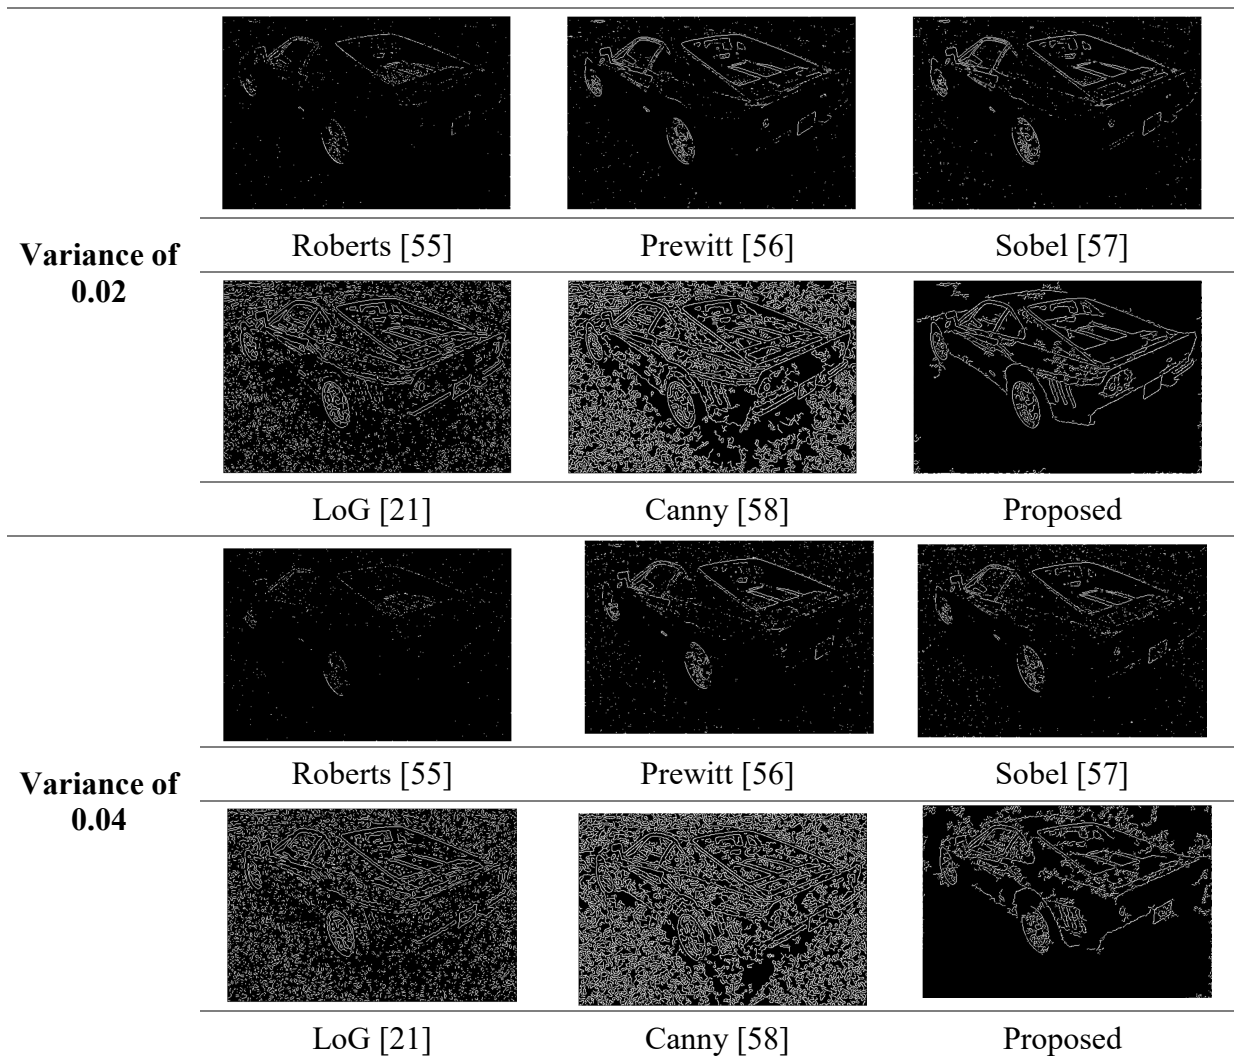 Roberts [55]
Prewitt [56]
Sobel [57]
Variance of
0.02
LoG [21]
Canny [58]
Proposed
Roberts [55]
Prewitt [56]
Sobel [57]
Variance of
0.04
LoG [21]
Canny [58]
Proposed